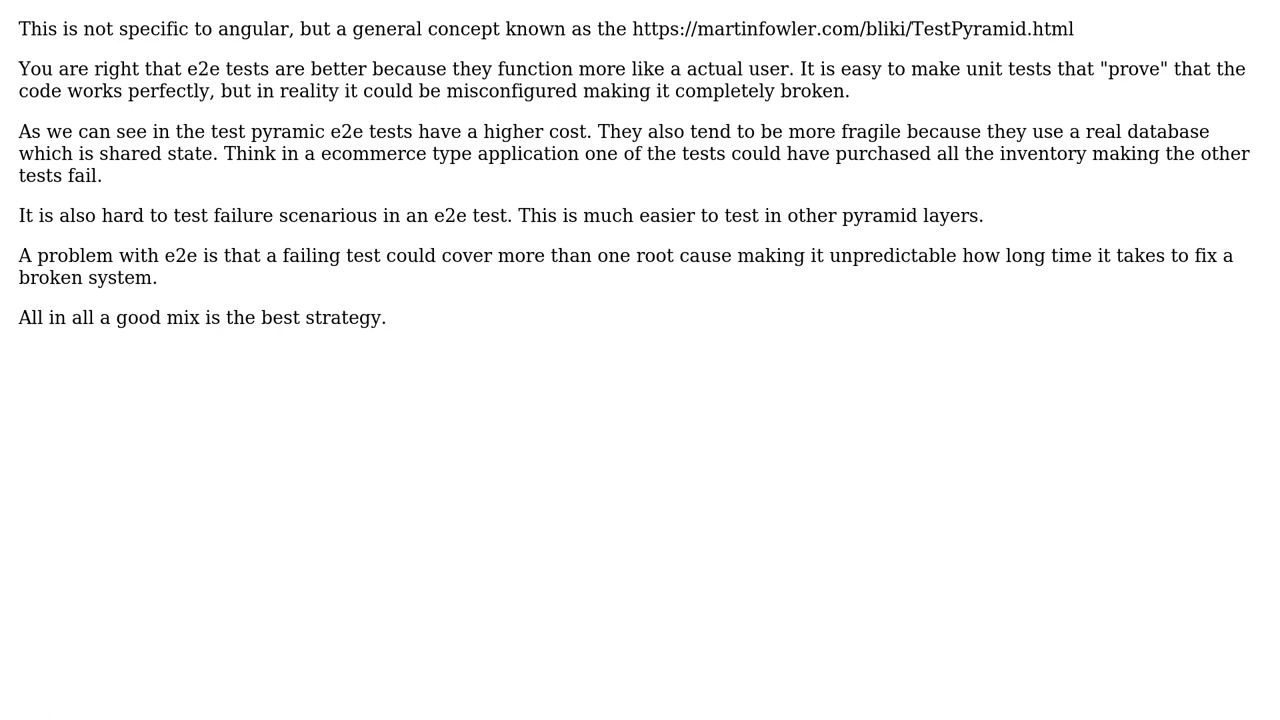 This is not specific to angular, but a general concept known as the https://martinfowler.com/bliki/TestPyramid.html
You are right that e2e tests are better because they function more like a actual user. It is easy to make unit tests that "prove" that the
code works perfectly, but in reality it could be misconfigured making it completely broken.
As we can see in the test pyramic e2e tests have a higher cost. They also tend to be more fragile because they use a real database
which is shared state. Think in a ecommerce type application one of the tests could have purchased all the inventory making the other
tests fail.
It is also hard to test failure scenarious in an e2e test. This is much easier to test in other pyramid layers.
A problem with e2e is that a failing test could cover more than one root cause making it unpredictable how long time it takes to fix a
broken system.
All in all a good mix is the best strategy.